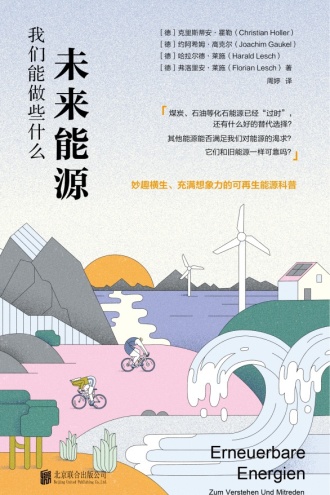 ［德］克里斯蒂安·霍勒（Christian Holler）
［德］约阿希姆·高克尔（Joachim Gaukel）
［德］哈拉尔德·莱施（Harald Lesch）
［德］弗洛里安·莱施（Florian Lesch） 著
周婷 译
未来能源
我们能做些什么
「煤炭、石油等化石能源已经“过时”，
还有什么好的替代选择？
其他能源能否满足我们对能源的渴求？
它们和旧能源一样可靠吗？」
妙趣横生、充满想象力的可再生能源科普
Erneuerbare
Energien
Zum Verstehen Und Mitreden
北京联合出版公司
Beijing United Publishing Co.,Ltd.